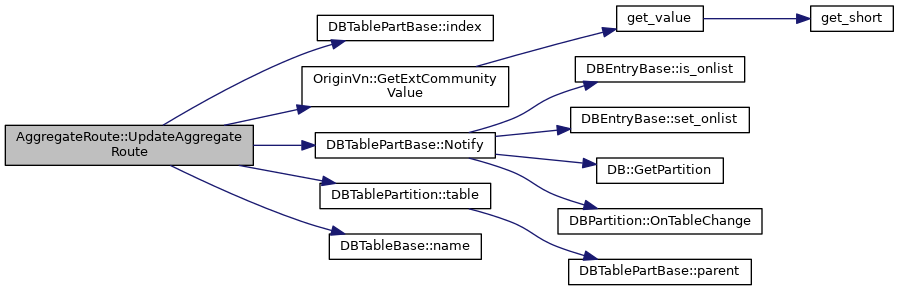 AggregateRoute::UpdateAggregate
Route
DBTablePartBase::index
OriginVn::GetExtCommunity
Value
DBTablePartBase::Notify
DBTablePartition::table
DBTableBase::name
get_value
get_short
DBEntryBase::is_onlist
DBEntryBase::set_onlist
DB::GetPartition
DBPartition::OnTableChange
DBTablePartBase::parent